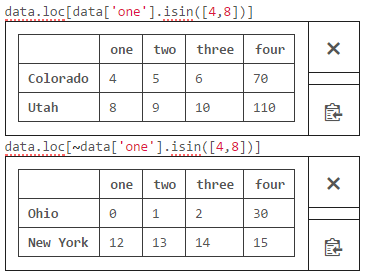 data.loc[data['one'].isin([4,8])]
one two three four
Colorado 4 5 6 70
Utah 8 9 10 110
data.loc[~data['one'].isin([4,8])]
one two three four
Ohio 0 1 2 30
New York 12 13 14 15